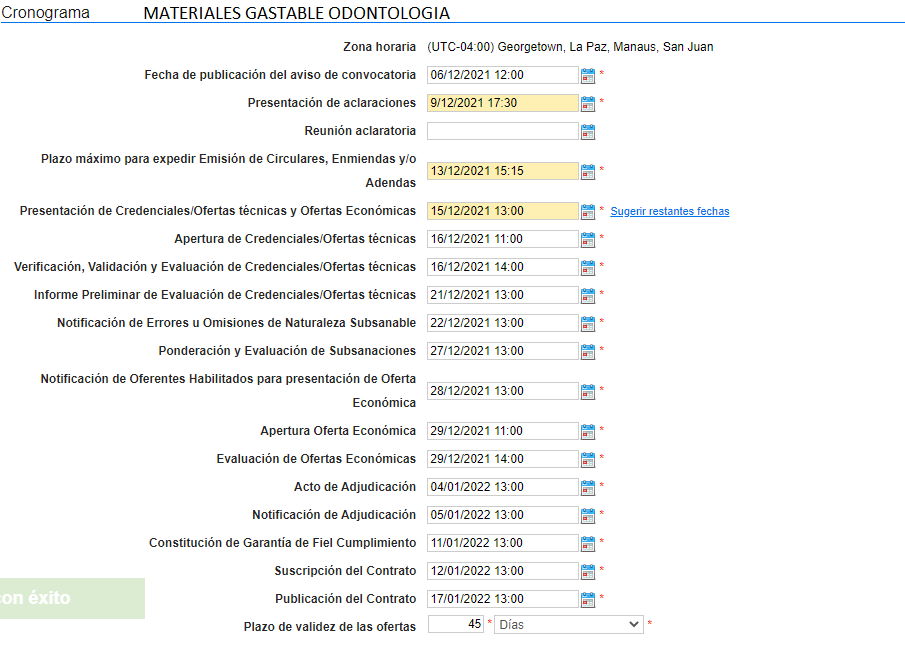 Cronograma MATERIALES GASTABLE ODONTOLOGIA
Zona horaria (UTC-04:00) Georgetown, La Paz, Manaus, San Juan
Fecha de publicación del aviso de convocatoria 06/12/2021 12:00 *
Presentación de aclaraciones 9/12/2021 17:30 *
Reunión aclaratoria
Plazo máximo para expedir Emisión de Circulares, Enmiendas y/o
Adendas 13/12/2021 15:15 *
Presentación de Credenciales/Ofertas técnicas y Ofertas Económicas 15/12/2021 13:00 * Sugerir restantes fechas
Apertura de Credenciales/Ofertas técnicas 16/12/2021 11:00 *
Verificación, Validación y Evaluación de Credenciales/Ofertas técnicas 16/12/2021 14:00 *
Informe Preliminar de Evaluación de Credenciales/Ofertas técnicas 21/12/2021 13:00 *
Notificación de Errores u Omisiones de Naturaleza Subsanable 22/12/2021 13:00 *
Ponderación y Evaluación de Subsanaciones 27/12/2021 13:00 *
Notificación de Oferentes Habilitados para presentación de Oferta
Económica 28/12/2021 13:00 *
Apertura Oferta Económica 29/12/2021 11:00 *
Evaluación de Ofertas Económicas 29/12/2021 14:00 *
Acto de Adjudicación 04/01/2022 13:00 *
Notificación de Adjudicación 05/01/2022 13:00 *
Constitución de Garantía de Fiel Cumplimiento 11/01/2022 13:00 *
Suscripción del Contrato 12/01/2022 13:00 *
con éxito
Publicación del Contrato 17/01/2022 13:00 *
Plazo de validez de las ofertas 45 * Días *